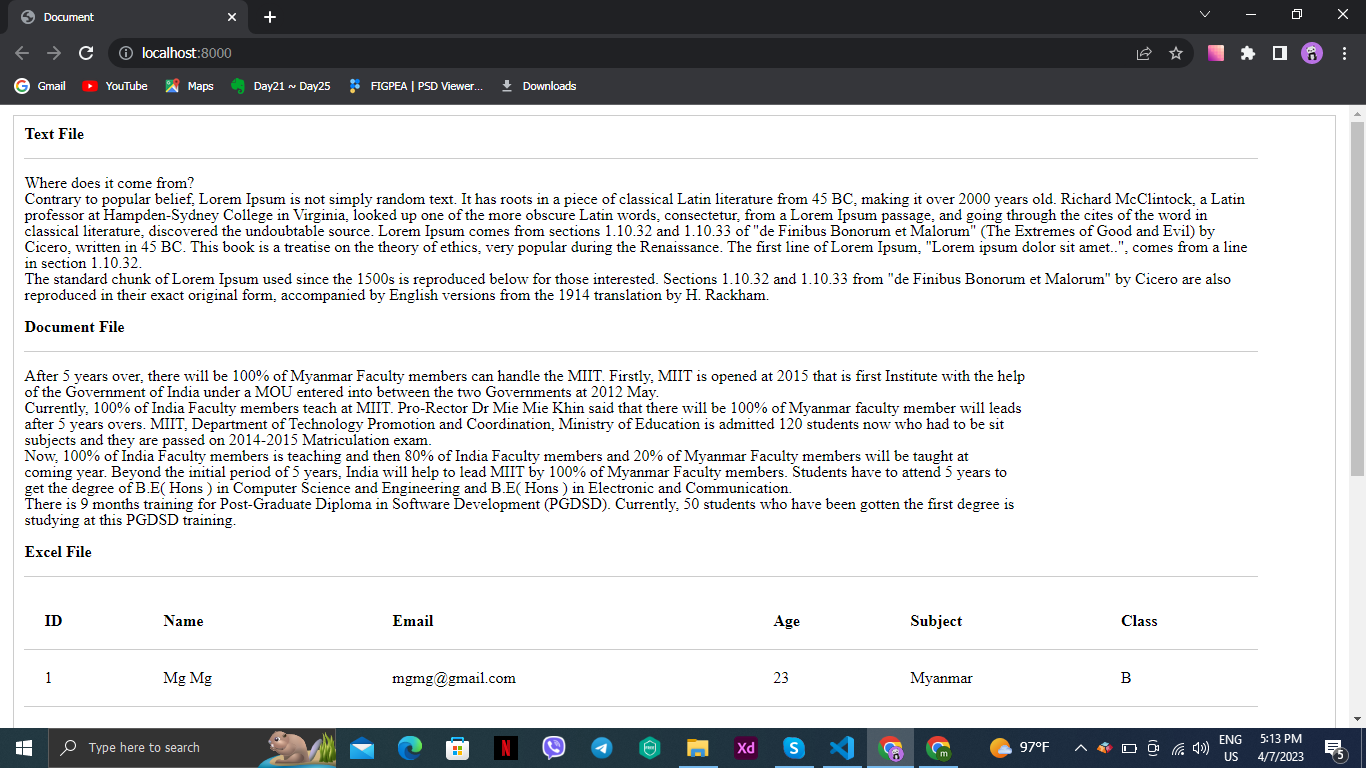 Document
localhost:8000
Gmail YouTube Maps Day21 ~ Day25 FIGPEA | PSD Viewer... Downloads
Text File
Where does it come from?
Contrary to popular belief, Lorem Ipsum is not simply random text. It has roots in a piece of classical Latin literature from 45 BC, making it over 2000 years old. Richard McClintock, a Latin
professor at Hampden-Sydney College in Virginia, looked up one of the more obscure Latin words, consectetur, from a Lorem Ipsum passage, and going through the cites of the word in
classical literature, discovered the undoubtable source. Lorem Ipsum comes from sections 1.10.32 and 1.10.33 of "de Finibus Bonorum et Malorum" (The Extremes of Good and Evil) by
Cicero, written in 45 BC. This book is a treatise on the theory of ethics, very popular during the Renaissance. The first line of Lorem Ipsum, "Lorem ipsum dolor sit amet..", comes from a line
in section 1.10.32.
The standard chunk of Lorem Ipsum used since the 1500s is reproduced below for those interested. Sections 1.10.32 and 1.10.33 from "de Finibus Bonorum et Malorum" by Cicero are also
reproduced in their exact original form, accompanied by English versions from the 1914 translation by H. Rackham.
Document File
After 5 years over, there will be 100% of Myanmar Faculty members can handle the MIIT. Firstly, MIIT is opened at 2015 that is first Institute with the help
of the Government of India under a MOU entered into between the two Governments at 2012 May.
Currently, 100% of India Faculty members teach at MIIT. Pro-Rector Dr Mie Mie Khin said that there will be 100% of Myanmar faculty member will leads
after 5 years overs. MIIT, Department of Technology Promotion and Coordination, Ministry of Education is admitted 120 students now who had to be sit
subjects and they are passed on 2014-2015 Matriculation exam.
Now, 100% of India Faculty members is teaching and then 80% of India Faculty members and 20% of Myanmar Faculty members will be taught at
coming year. Beyond the initial period of 5 years, India will help to lead MIIT by 100% of Myanmar Faculty members. Students have to attend 5 years to
get the degree of B.E( Hons ) in Computer Science and Engineering and B.E( Hons ) in Electronic and Communication.
There is 9 months training for Post-Graduate Diploma in Software Development (PGDSD). Currently, 50 students who have been gotten the first degree is
studying at this PGDSD training.
Excel File
ID Name Email Age Subject Class
1 Mg Mg mgmg@gmail.com 23 Myanmar B
Type here to search
N
Xd
S
m
97°F
ENG
US
5:13 PM
4/7/2023
5